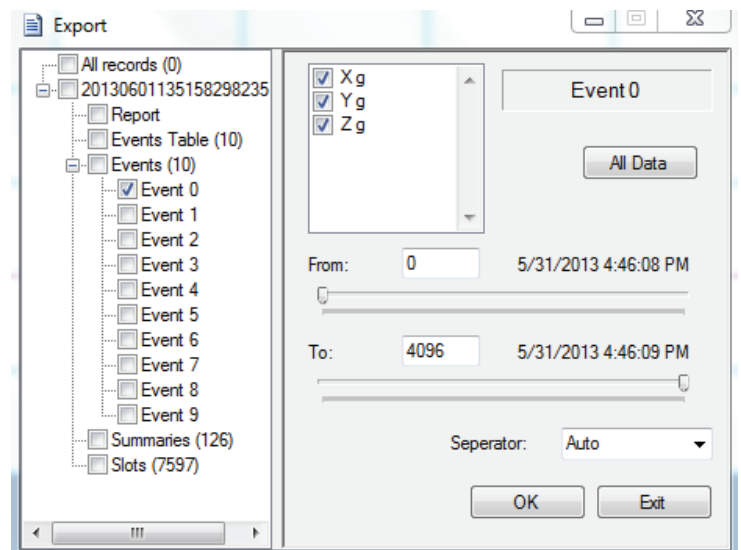 Export
All records (0)
20130601135158298235
Report
Events Table (10)
Events (10)
Event 0
Event 1
Event 2
Event 3
Event 4
Event 5
Event 6
Event 7
Event 8
Event 9
Summaries (126)
Slots (7597)
X g
Y g
Z g
Event 0
All Data
From: 0 5/31/2013 4:46:08 PM
To: 4096 5/31/2013 4:46:09 PM
Seperator: Auto
OK Exit